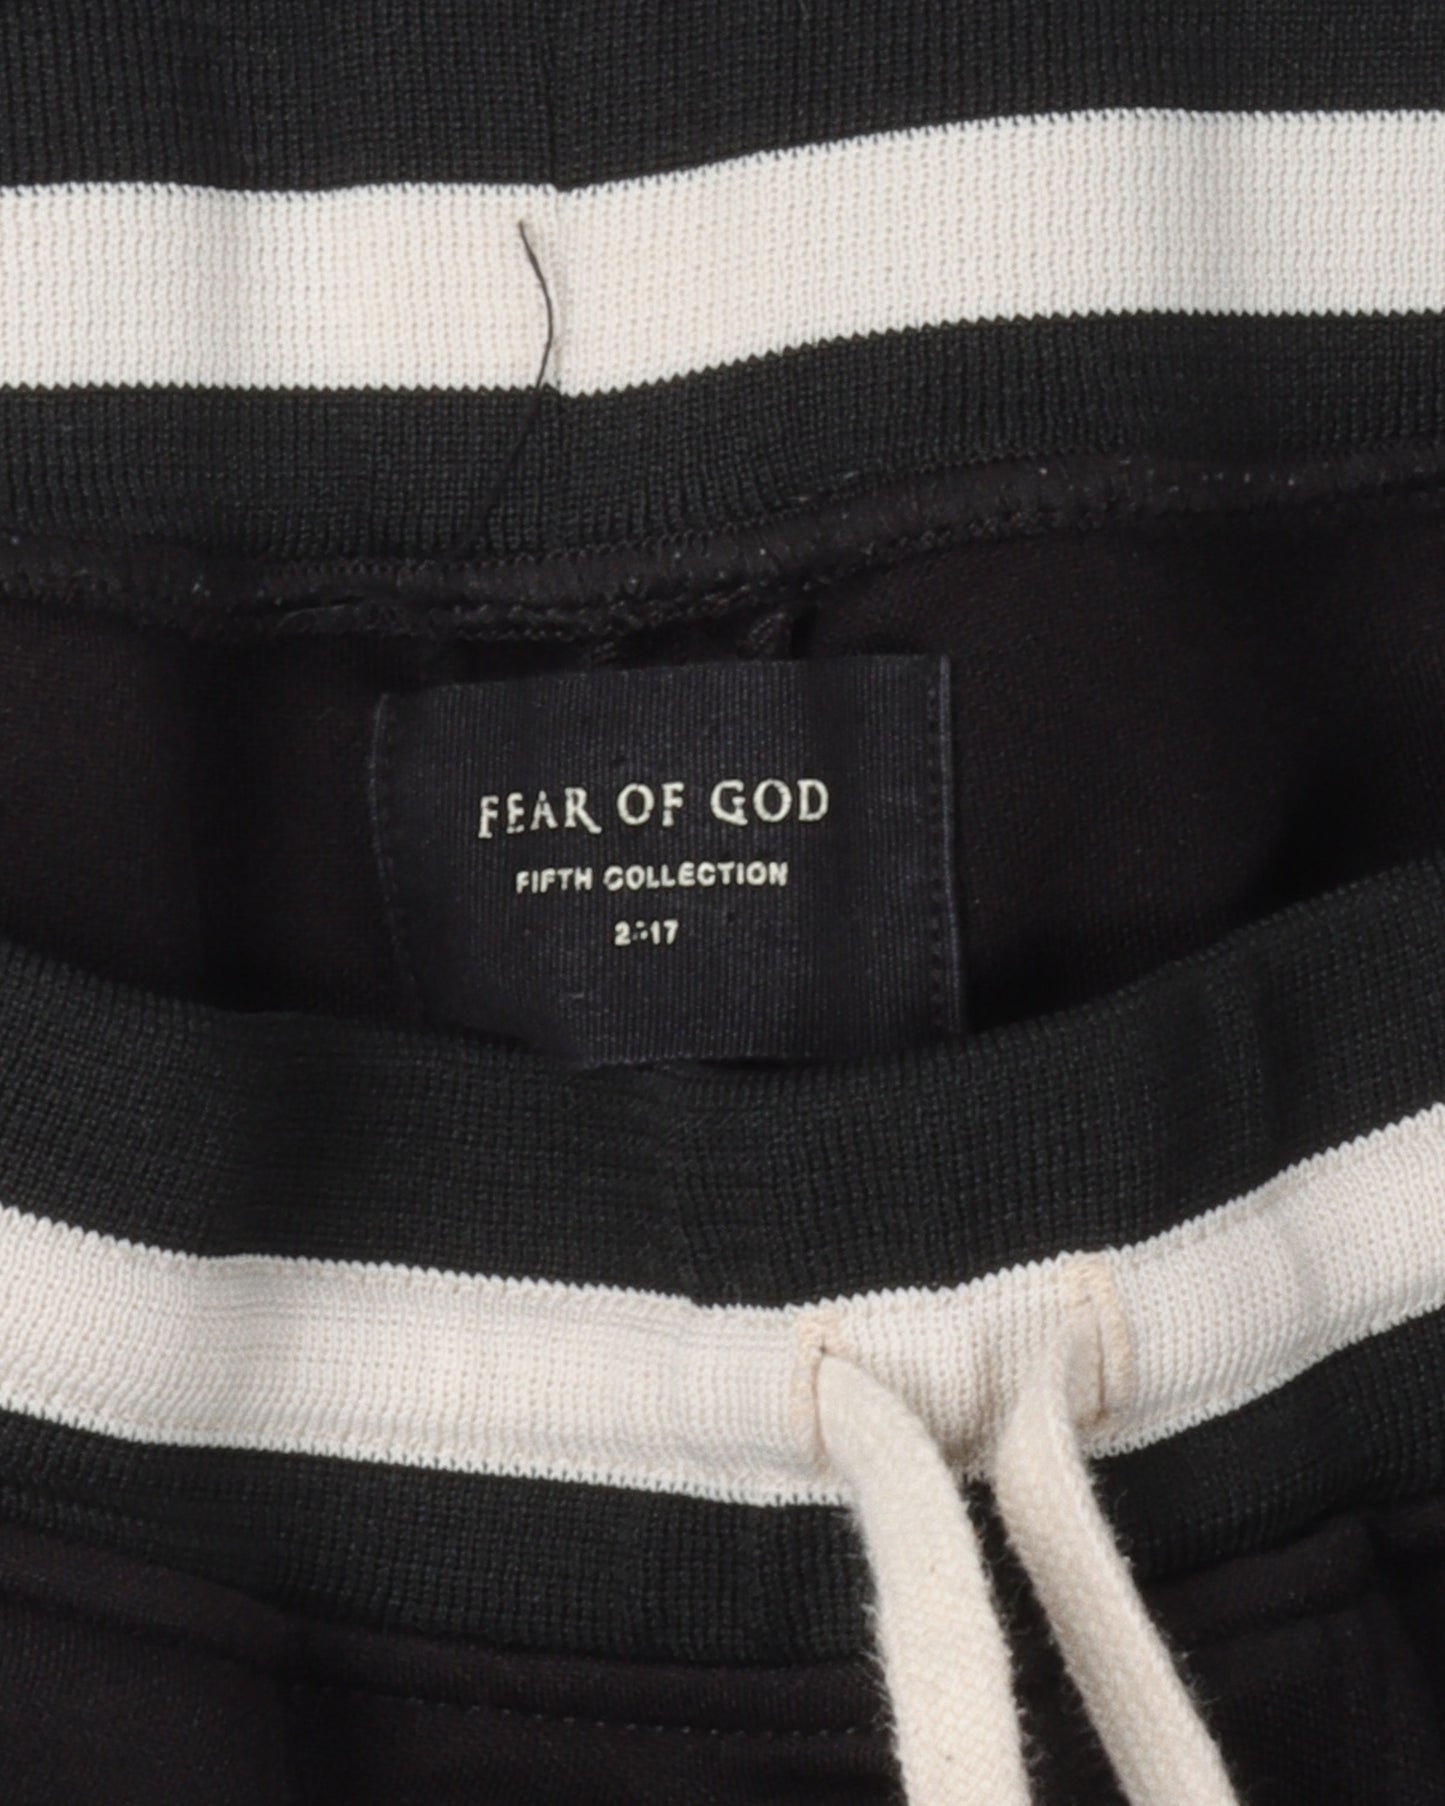 FEAR OF GOD
FIFTH COLLECTION
2017